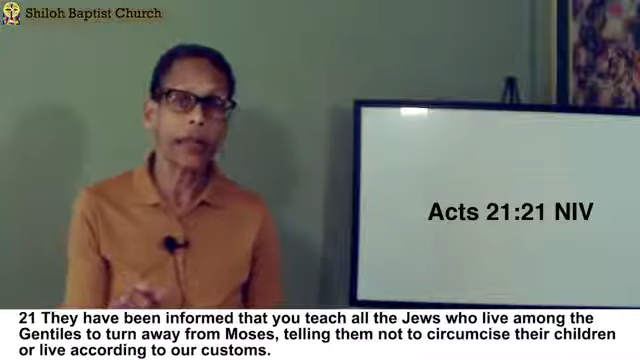 Shiloh Baptist Church
Acts 21:21 NIV
21 They have been informed that you teach all the Jews who live among the
Gentiles to turn away from Moses, telling them not to circumcise their children
or live according to our customs.